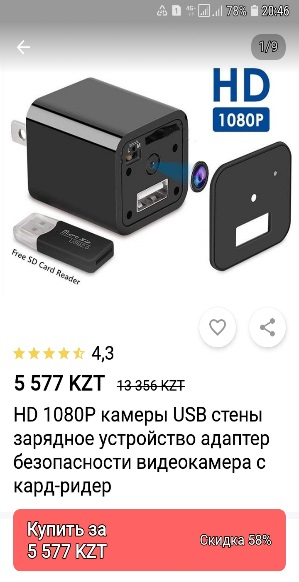 78% 20:46
1/9
HD
1080P
Free SD Card Reader
4,3
5 577 KZT 13 356 KZT
HD 1080P камеры USB стены
зарядное устройство адаптер
безопасности видеокамера с
кард-ридер
Купить за
5 577 KZT
Скидка 58%